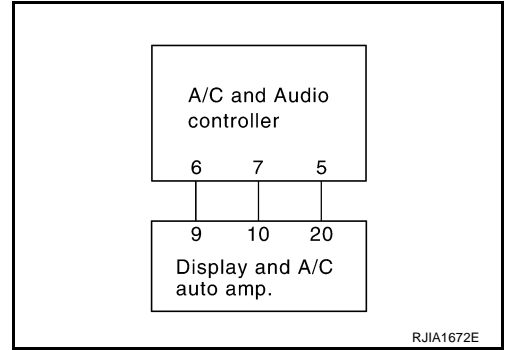 A/C and Audio
controller
6 7 5
9 10 20
Display and A/C
auto amp.
RJIA1672E